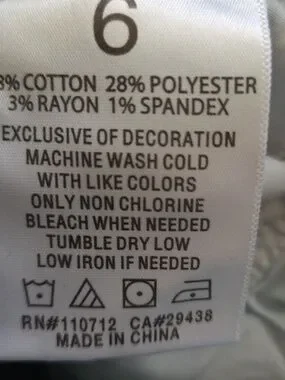 6
8% COTTON 28% POLYESTER
3% RAYON 1% SPANDEX
EXCLUSIVE OF DECORATION
MACHINE WASH COLD
WITH LIKE COLORS
ONLY NON CHLORINE
BLEACH WHEN NEEDED
TUMBLE DRY LOW
LOW IRON IF NEEDED
RN#110712 CA#29438
MADE IN CHINA